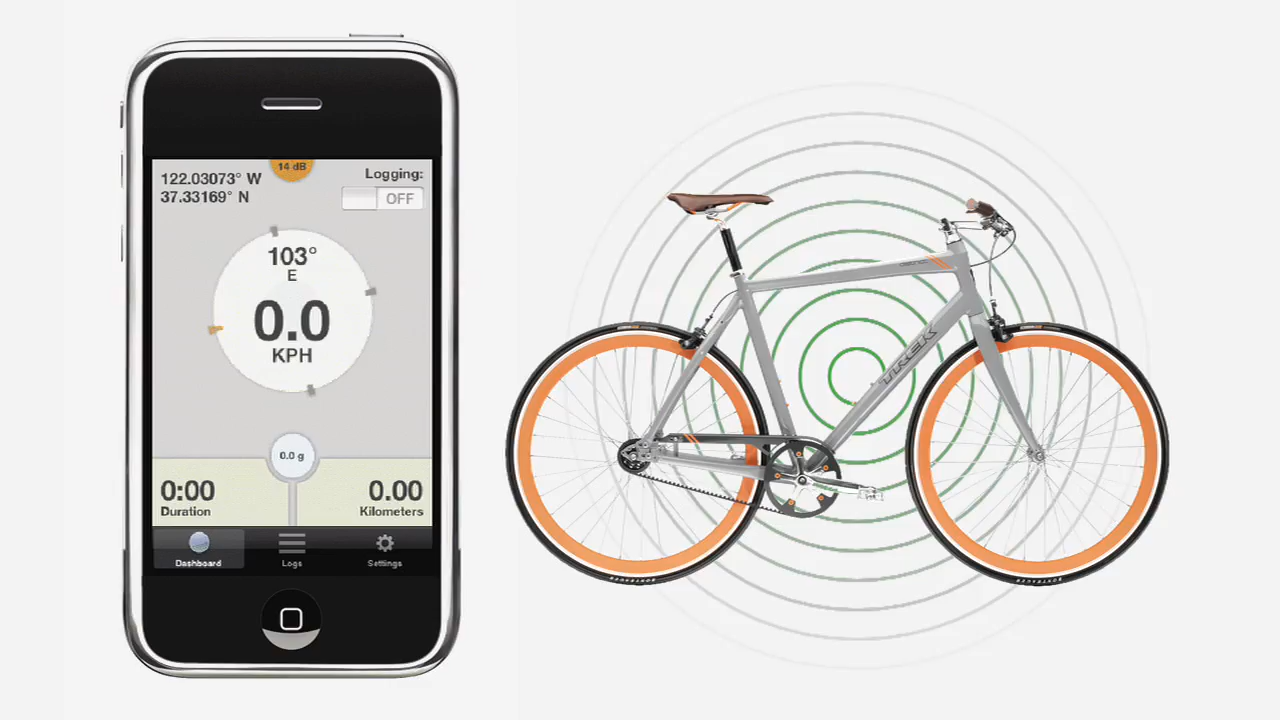 14 dB
122.03073° W
37.33169° N
Logging:
OFF
103°
E
0.0
KPH
0.0 g
0:00
Duration
0.00
Kilometers
Dashboard
Logs
Settings
TREK